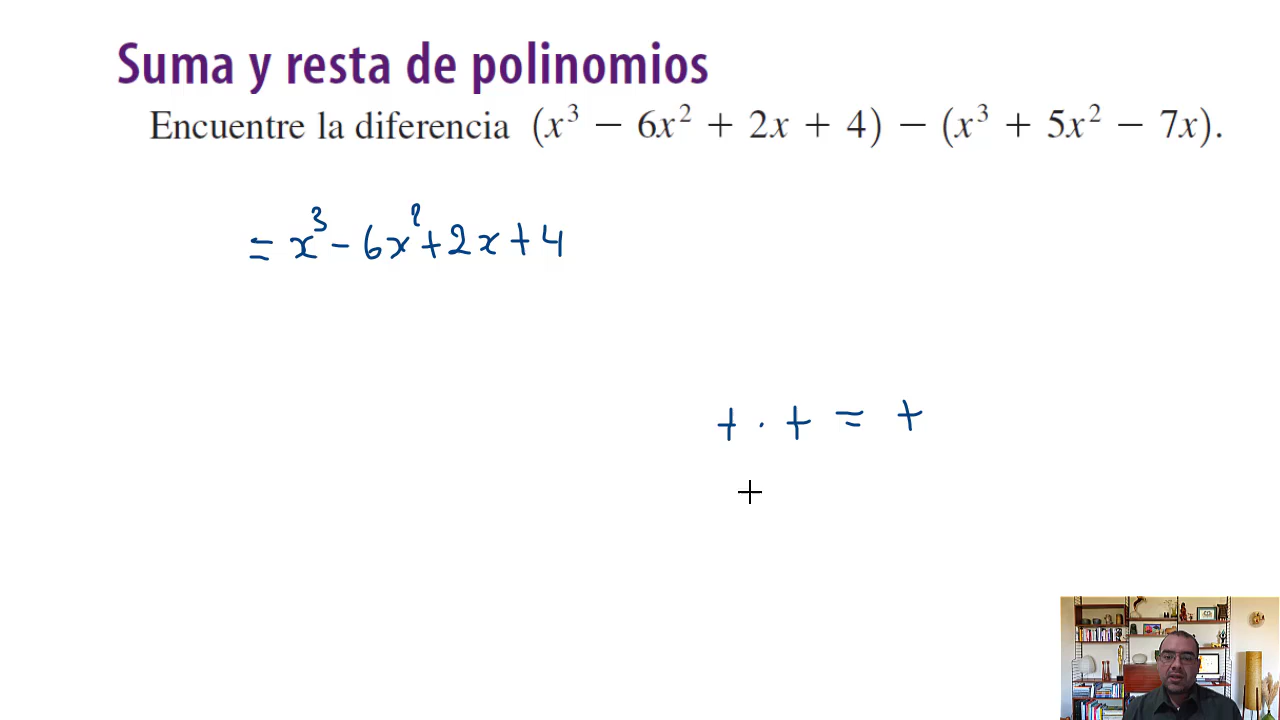 Suma y resta de polinomios
Encuentre la diferencia (x³ − 6x² + 2x + 4) − (x³ + 5x² − 7x).
= x³ − 6x² + 2x + 4
+ · + = +